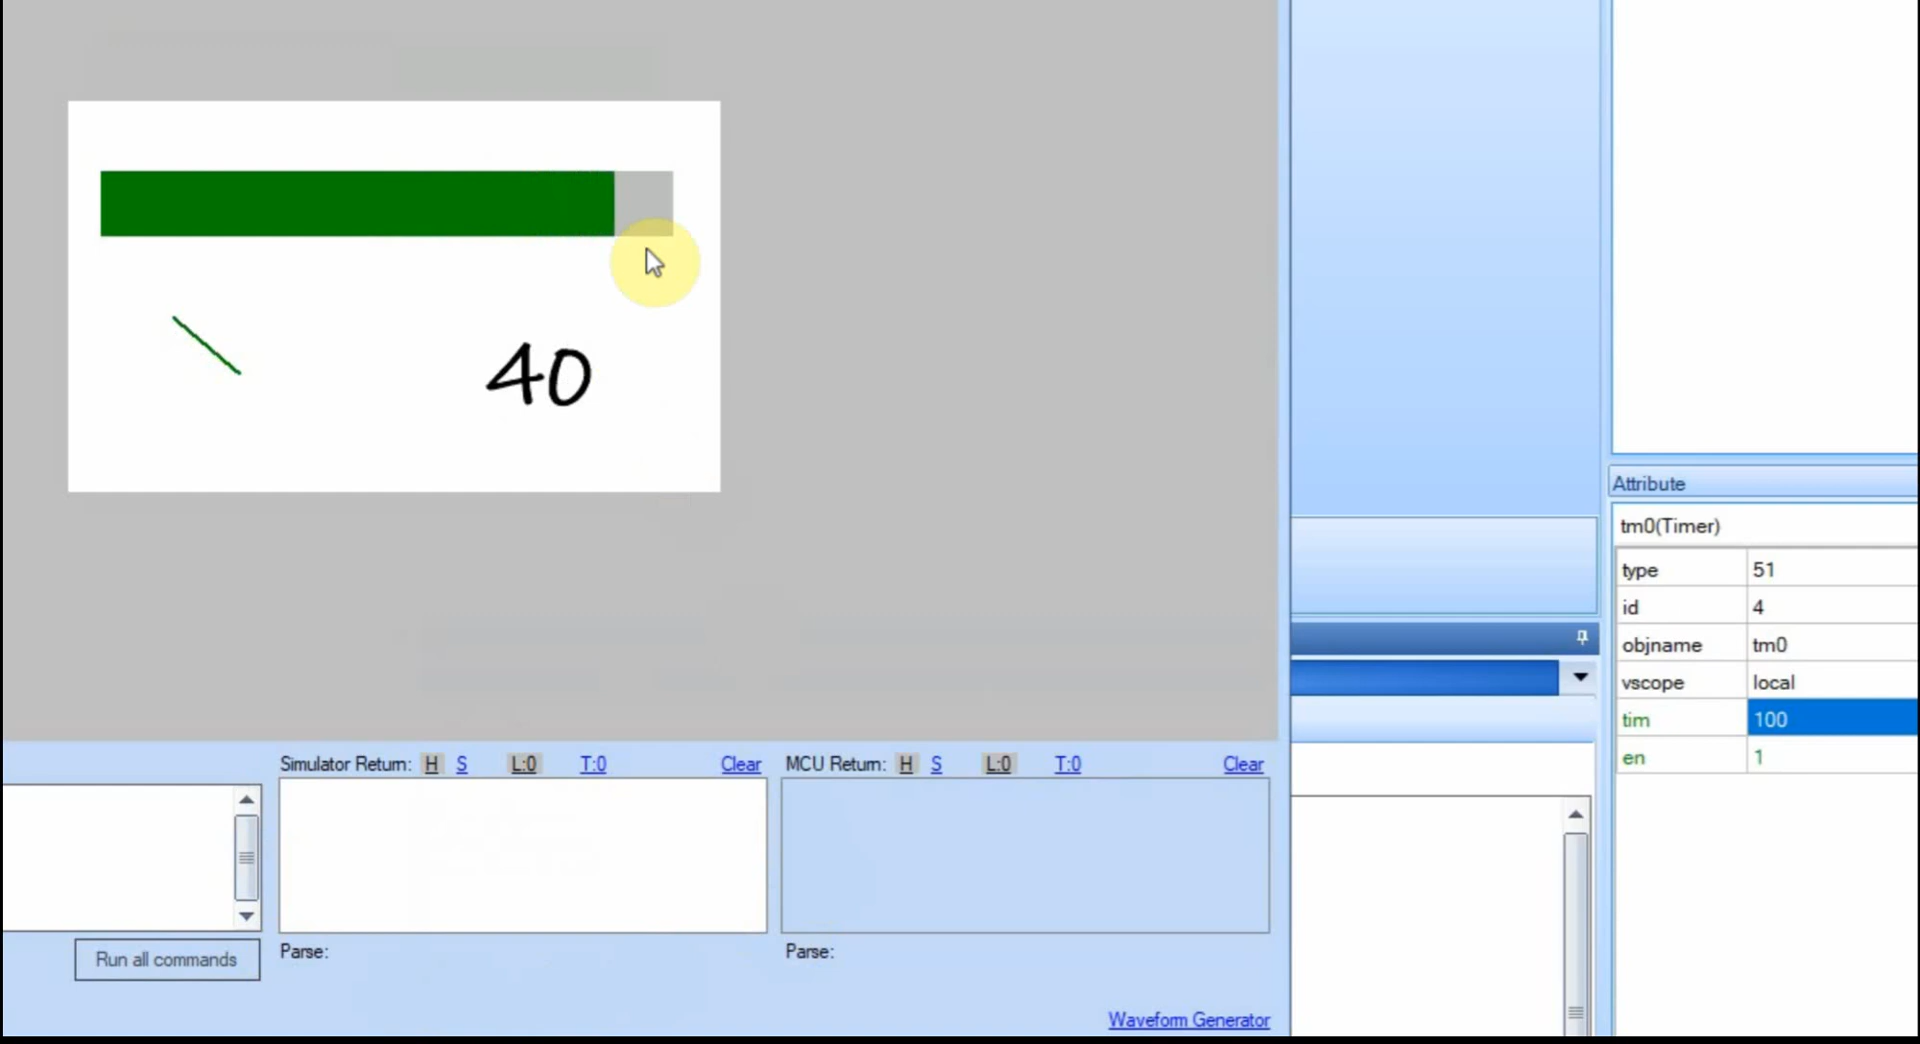 40
Attribute
tm0(Timer)
type 51
id 4
objname tm0
vscope local
tim 100
en 1
Simulator Return: H S L:0 T:0 Clear MCU Return: H S L:0 T:0 Clear
Run all commands
Parse: Parse:
Waveform Generator